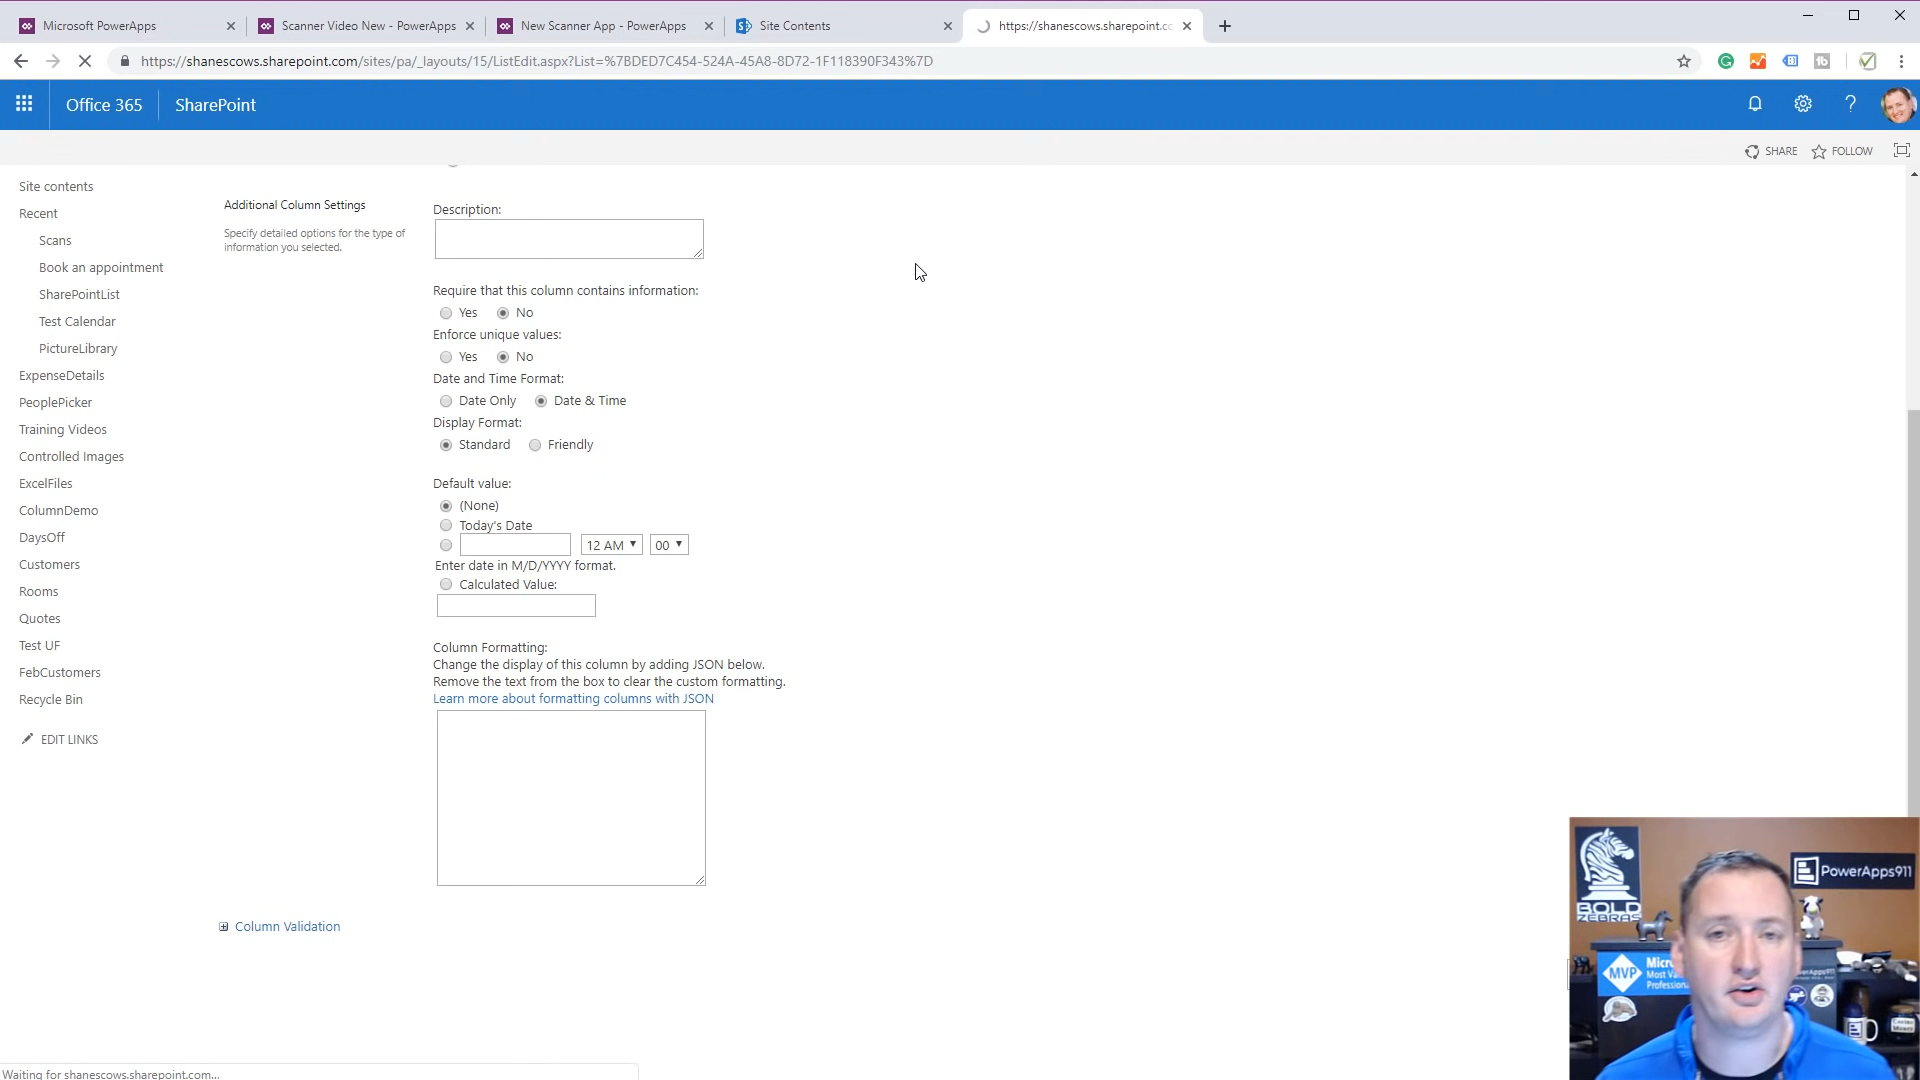 Microsoft PowerApps
Scanner Video New - PowerApps
New Scanner App - PowerApps
Site Contents
https://shanescows.sharepoint.co
https://shanescows.sharepoint.com/sites/pa/_layouts/15/ListEdit.aspx?List=%7BDED7C454-524A-45A8-8D72-1F118390F343%7D
Office 365
SharePoint
SHARE
FOLLOW
Site contents
Recent
Scans
Book an appointment
SharePointList
Test Calendar
PictureLibrary
ExpenseDetails
PeoplePicker
Training Videos
Controlled Images
ExcelFiles
ColumnDemo
DaysOff
Customers
Rooms
Quotes
Test UF
FebCustomers
Recycle Bin
EDIT LINKS
Additional Column Settings
Specify detailed options for the type of
information you selected.
Description:
Require that this column contains information:
Yes No
Enforce unique values:
Yes No
Date and Time Format:
Date Only Date & Time
Display Format:
Standard Friendly
Default value:
(None)
Today's Date
12 AM 00
Enter date in M/D/YYYY format.
Calculated Value:
Column Formatting:
Change the display of this column by adding JSON below.
Remove the text from the box to clear the custom formatting.
Learn more about formatting columns with JSON
Column Validation
Waiting for shanescows.sharepoint.com...
PowerApps911
BOLD
ZEBRAS
MVP
Most Va
Professiona